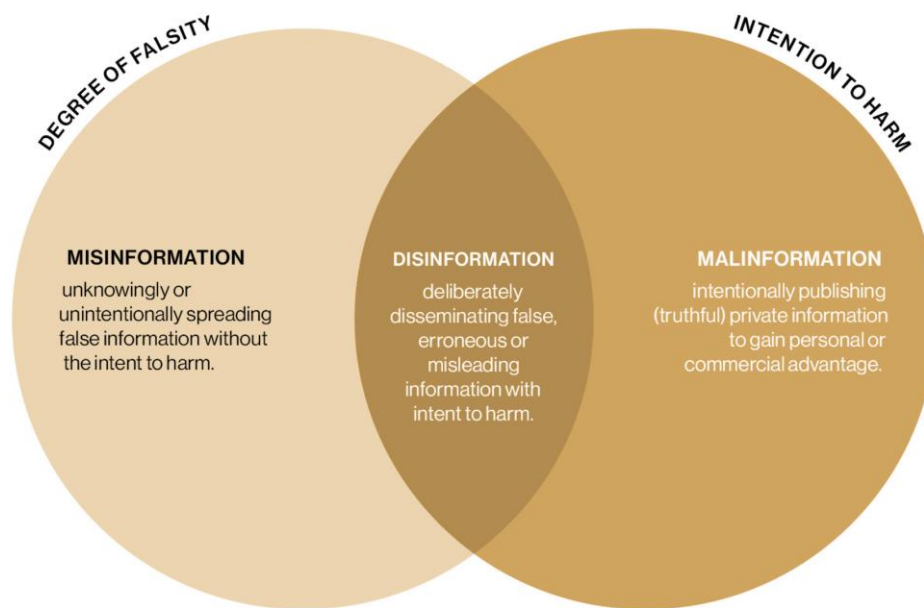 DEGREE OF FALSITY
INTENTION TO HARM
MISINFORMATION
unknowingly or
unintentionally spreading
false information without
the intent to harm.
DISINFORMATION
deliberately
disseminating false,
erroneous or
misleading
information with
intent to harm.
MALINFORMATION
intentionally publishing
(truthful) private information
to gain personal or
commercial advantage.